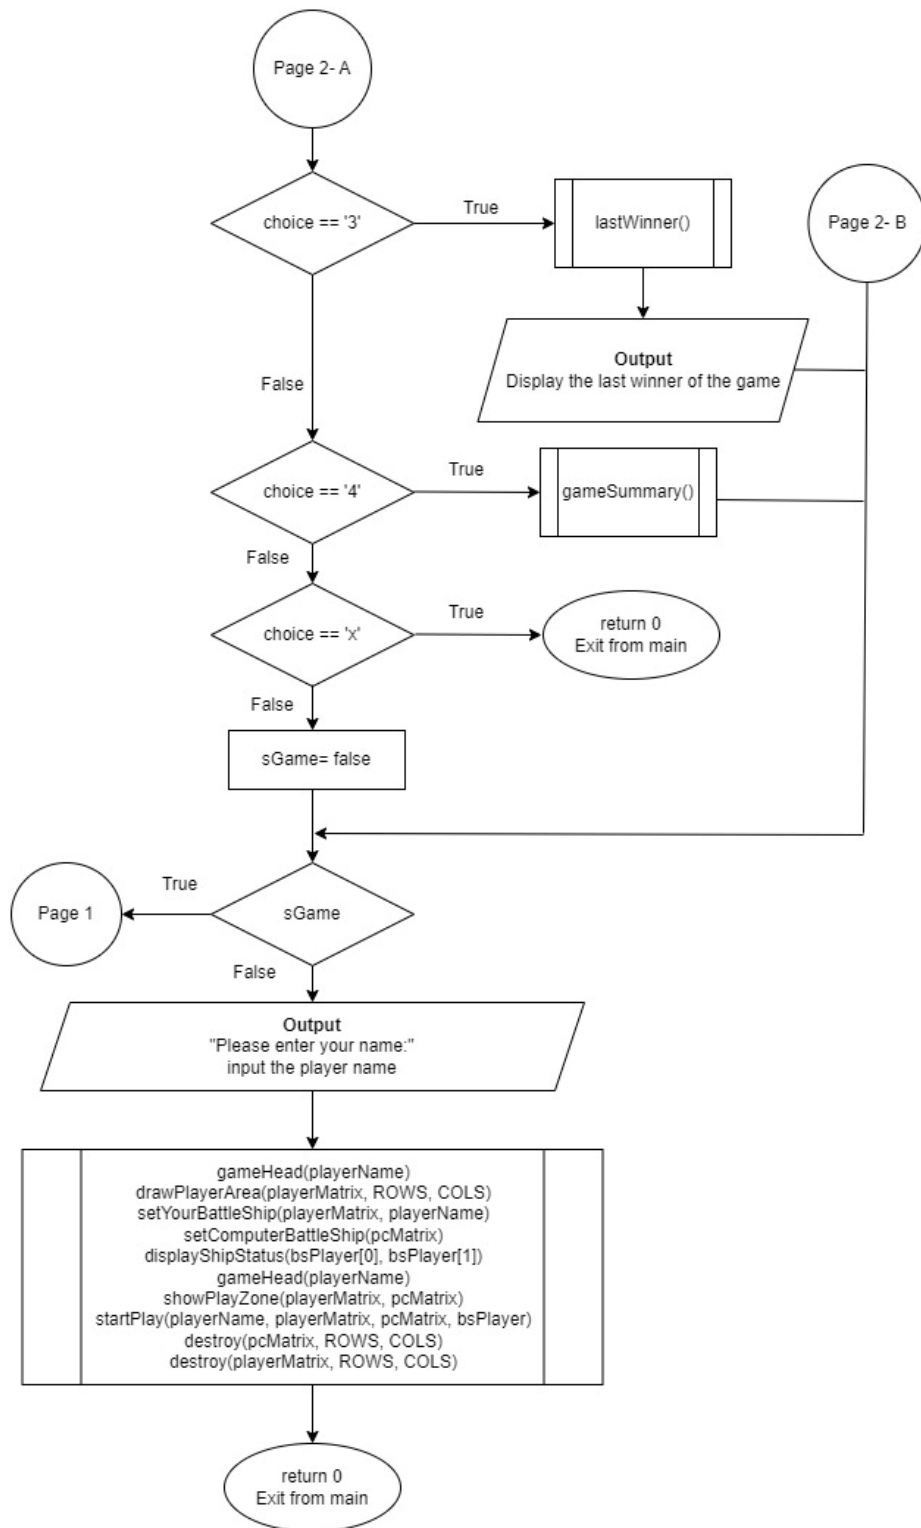 Page 2- A
choice == '3'
True
lastWinner()
Page 2- B
Output
Display the last winner of the game
False
choice == '4'
True
gameSummary()
False
choice == 'x'
True
return 0
Exit from main
False
sGame= false
True
Page 1
sGame
False
Output
"Please enter your name:"
input the player name
gameHead(playerName)
drawPlayerArea(playerMatrix, ROWS, COLS)
setYourBattleShip(playerMatrix, playerName)
setComputerBattleShip(pcMatrix)
displayShipStatus(bsPlayer[0], bsPlayer[1])
gameHead(playerName)
showPlayZone(playerMatrix, pcMatrix)
startPlay(playerName, playerMatrix, pcMatrix, bsPlayer)
destroy(pcMatrix, ROWS, COLS)
destroy(playerMatrix, ROWS, COLS)
return 0
Exit from main